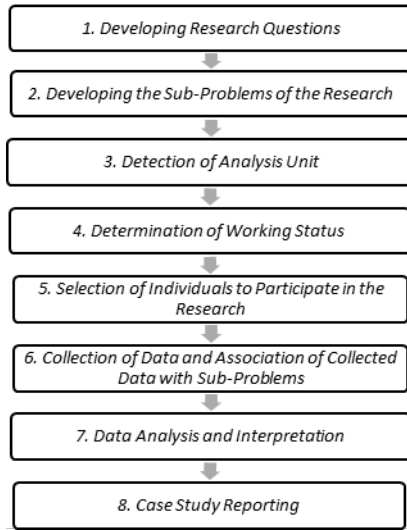 1. Developing Research Questions
2. Developing the Sub-Problems of the Research
3. Detection of Analysis Unit
4. Determination of Working Status
5. Selection of Individuals to Participate in the
Research
6. Collection of Data and Association of Collected
Data with Sub-Problems
7. Data Analysis and Interpretation
8. Case Study Reporting